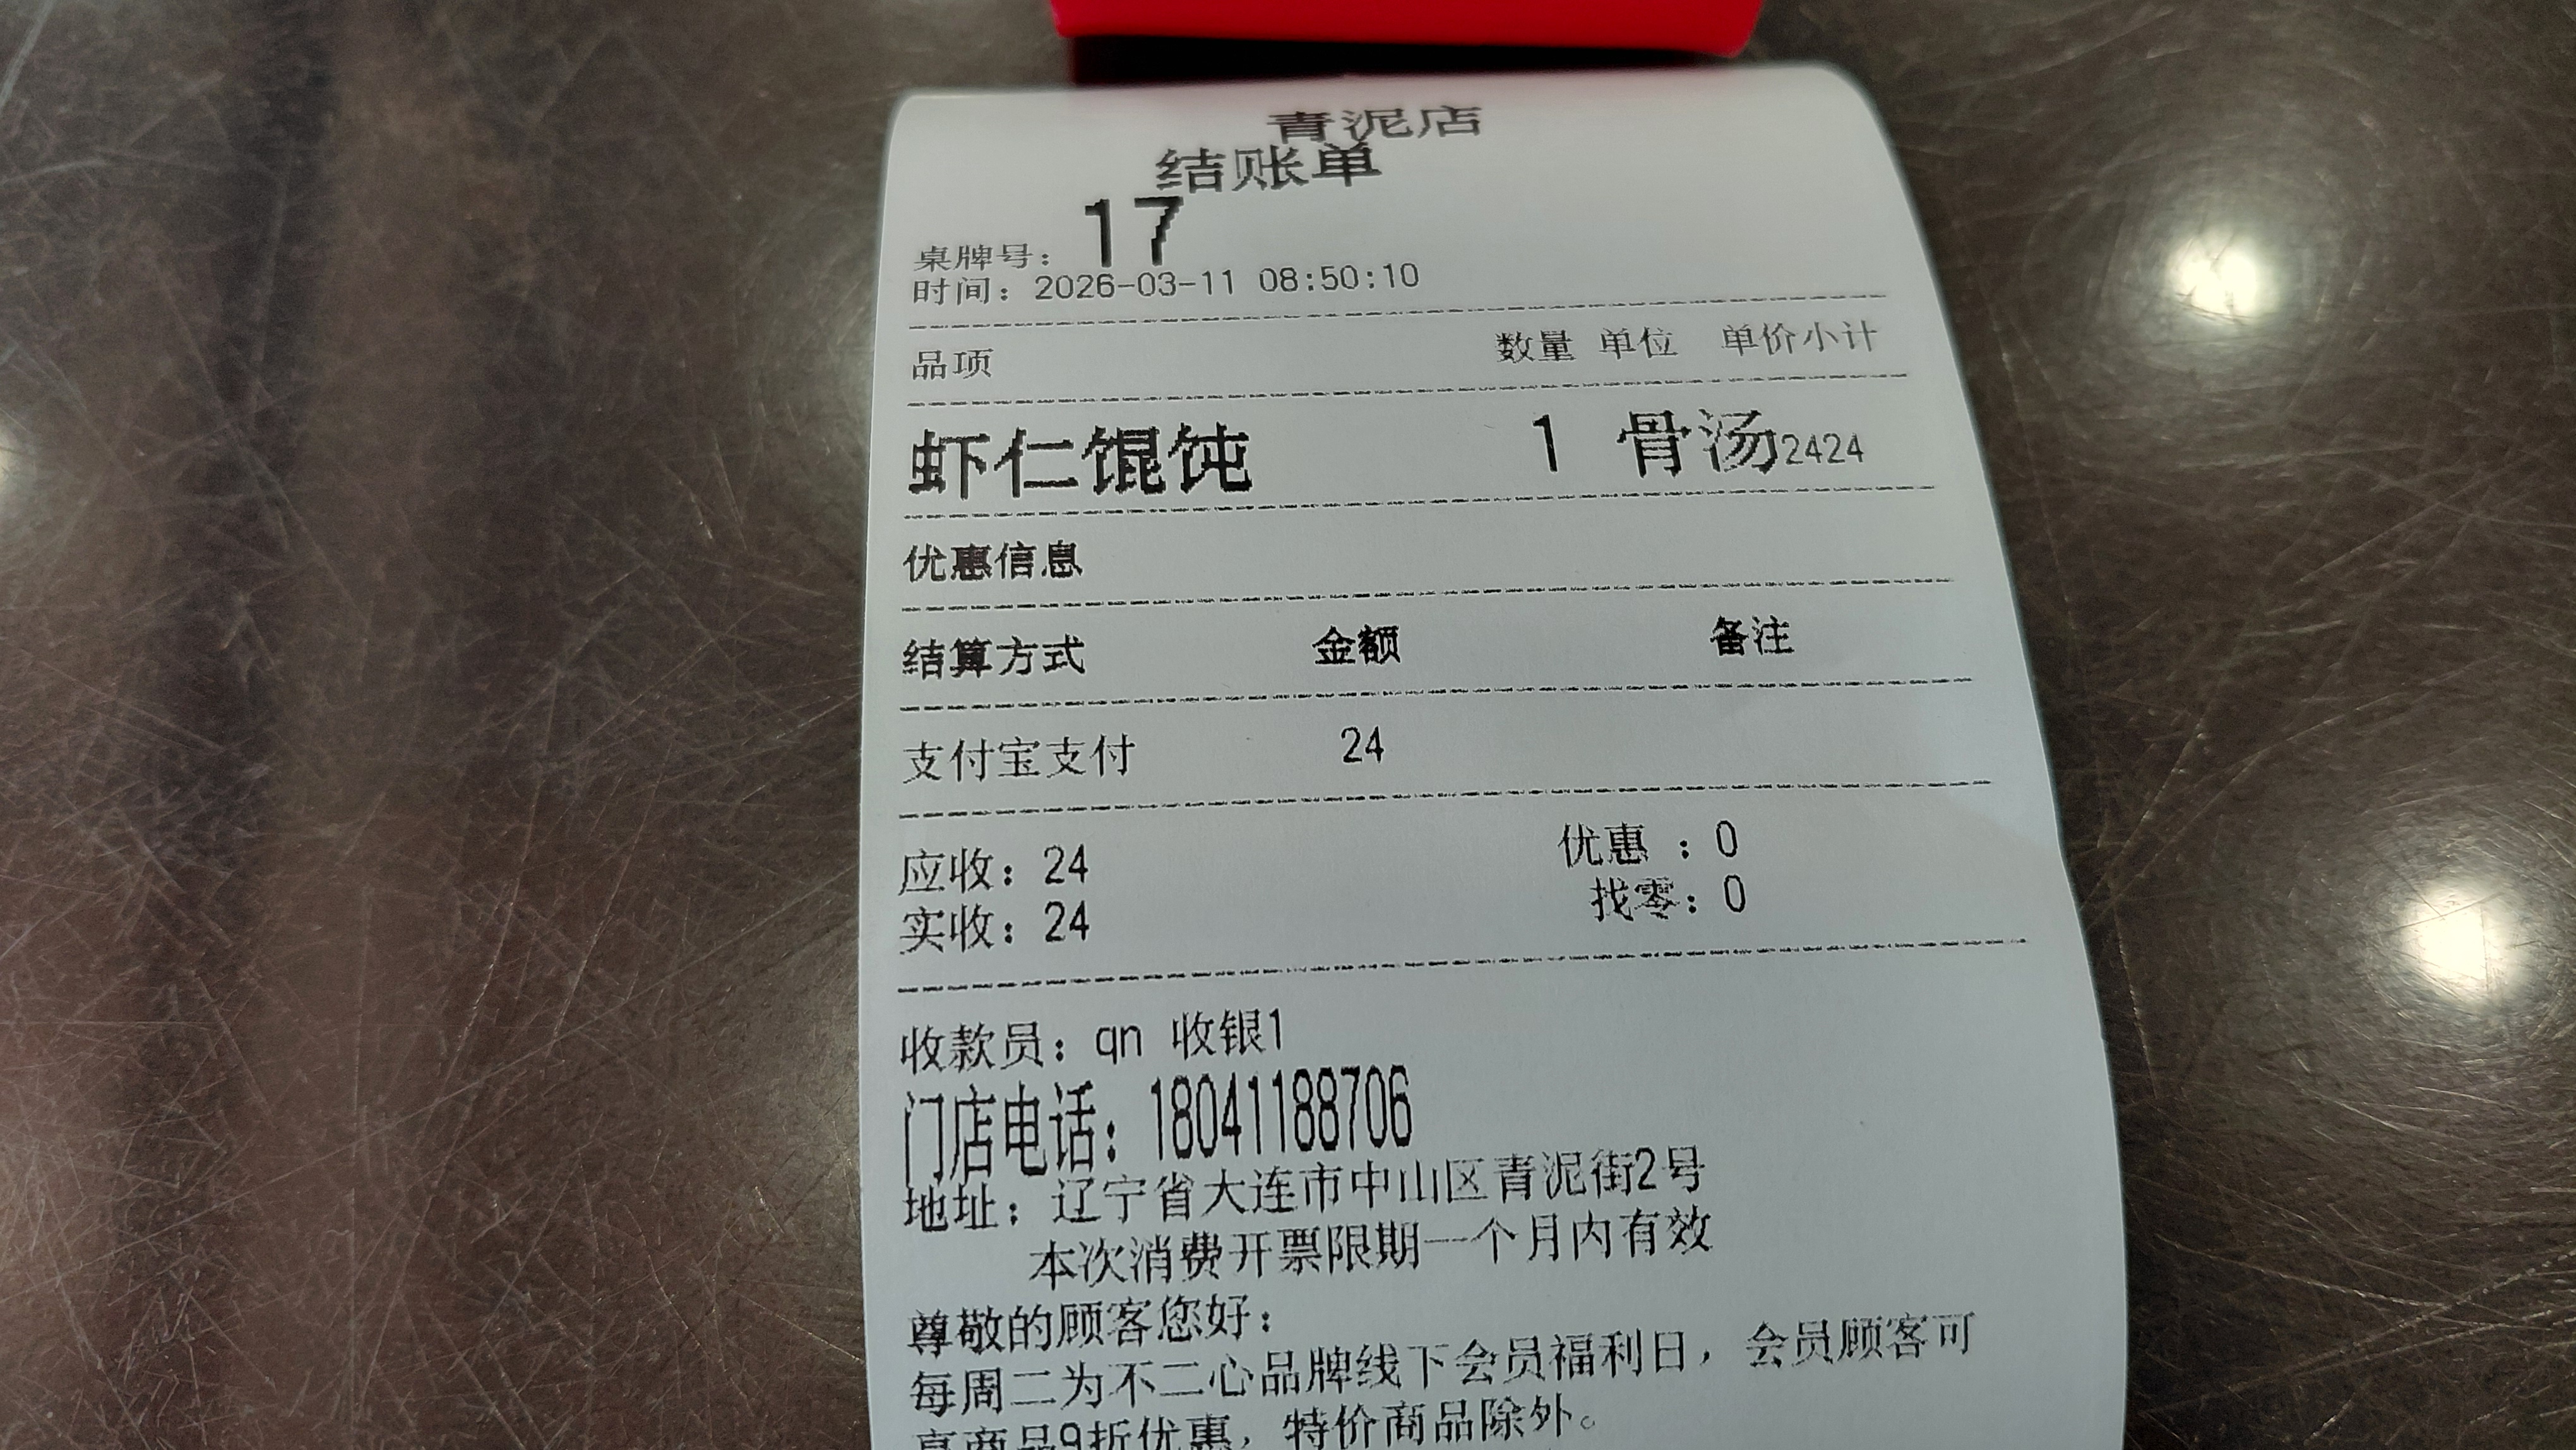 青泥店
结账单
桌牌号： 17
时间：2026-03-11 08:50:10
品项 数量 单位 单价小计
虾仁馄饨 1 骨汤2424
优惠信息
结算方式 金额 备注
支付宝支付 24
应收：24 优惠 ：0
实收：24 找零：0
收款员：qn 收银1
门店电话：18041188706
地址：辽宁省大连市中山区青泥街2号
本次消费开票限期一个月内有效
尊敬的顾客您好：
每周二为不二心品牌线下会员福利日，会员顾客可
享商品9折优惠，特价商品除外。